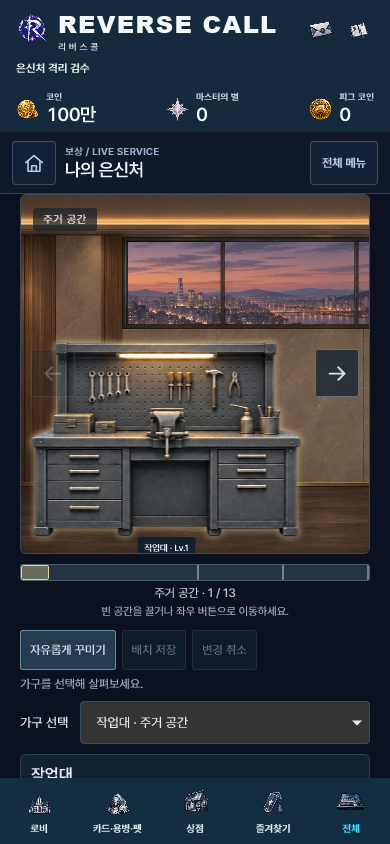 REVERSE CALL
리버스콜
은신처 격리 검수
코인
100만
마스터의 별
0
피그 코인
0
보상 / LIVE SERVICE
나의 은신처
전체 메뉴
주거 공간
작업대 · Lv.1
주거 공간 · 1 / 13
빈 공간을 끌거나 좌우 버튼으로 이동하세요.
자유롭게 꾸미기
배치 저장
변경 취소
가구를 선택해 살펴보세요.
가구 선택
작업대 · 주거 공간
작업대
로비
카드·용병·펫
상점
즐겨찾기
전체